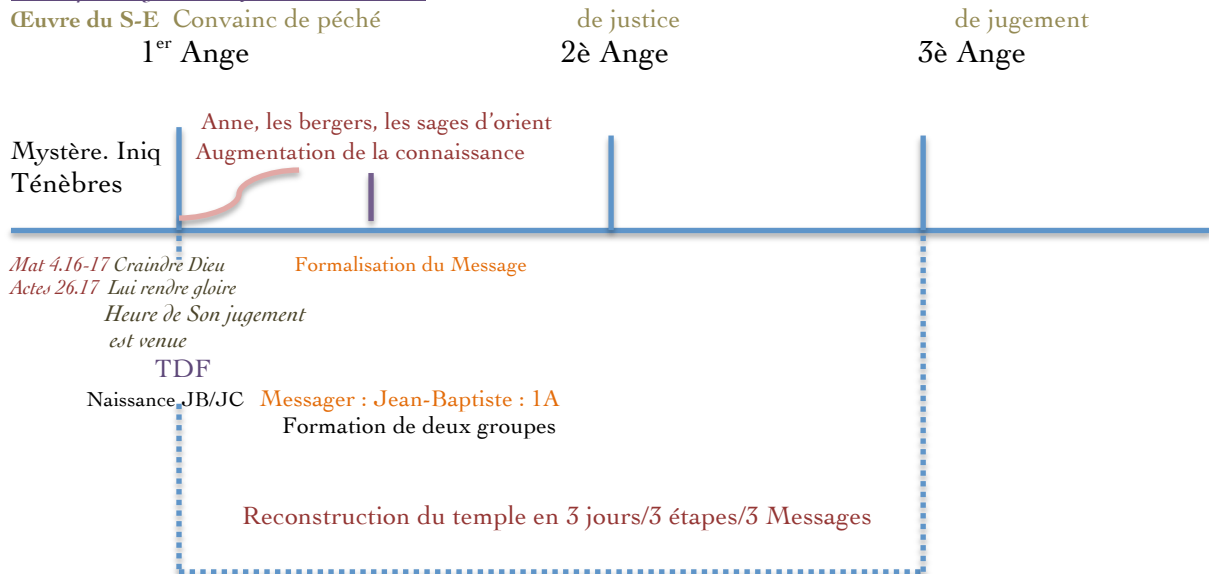 Œuvre du S-E Convainc de péché de justice de jugement
1er Ange 2è Ange 3è Ange
Anne, les bergers, les sages d'orient
Mystère. Iniq Augmentation de la connaissance
Ténèbres
Mat 4.16-17 Craindre Dieu Formalisation du Message
Actes 26.17 Lui rendre gloire
Heure de Son jugement
est venue
TDF
Naissance JB/JC Messager : Jean-Baptiste : 1A
Formation de deux groupes
Reconstruction du temple en 3 jours/3 étapes/3 Messages